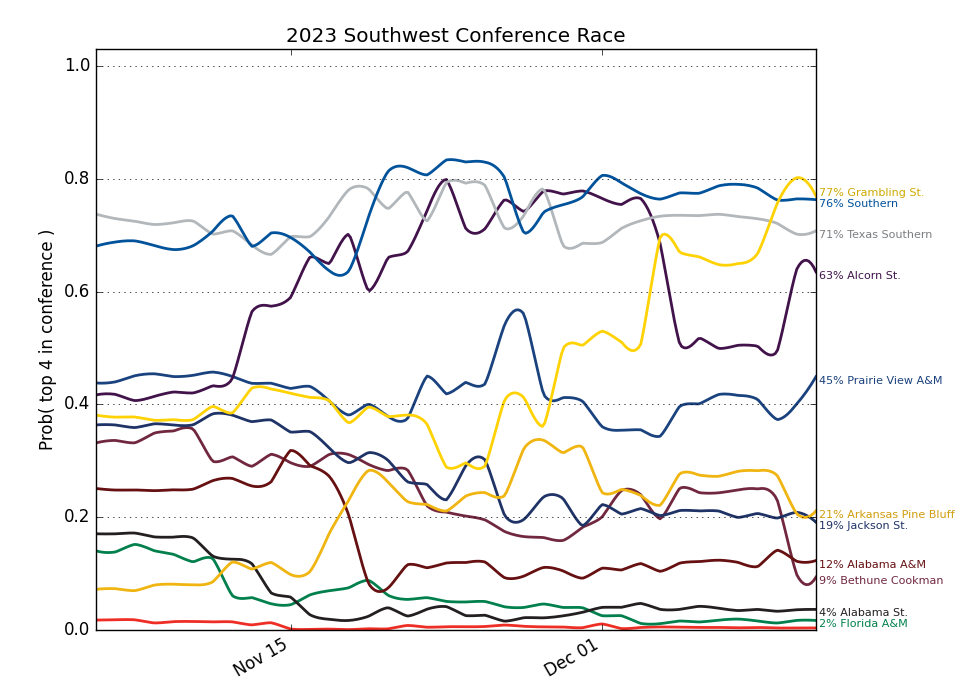 2023 Southwest Conference Race
Prob( top 4 in conference )
1.0
0.8
0.6
0.4
0.2
0.0
Nov 15
Dec 01
77% Grambling St.
76% Southern
71% Texas Southern
63% Alcorn St.
45% Prairie View A&M
21% Arkansas Pine Bluff
19% Jackson St.
12% Alabama A&M
9% Bethune Cookman
4% Alabama St.
2% Florida A&M